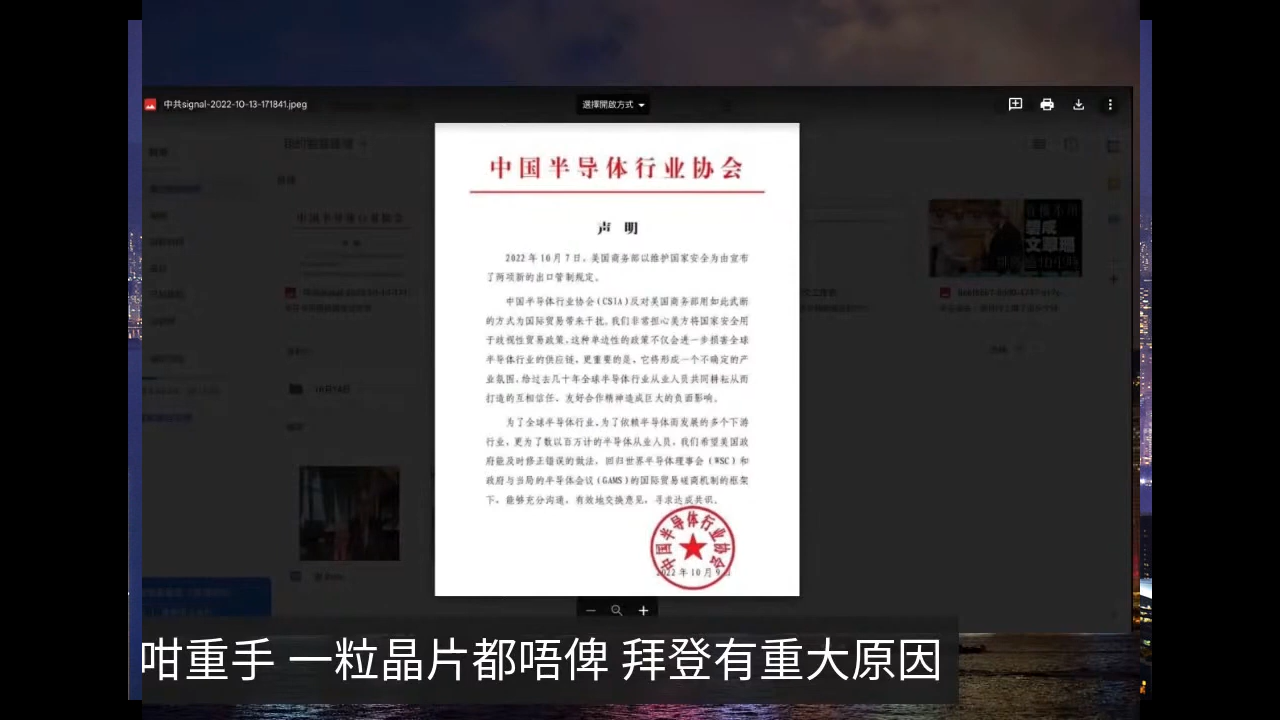 中共signal-2022-10-13-171841.jpeg
選擇開啟方式
中国半导体行业协会
声 明
2022 年 10 月 7 日，美国商务部以维护国家安全为由宣布
了两项新的出口管制规定。
中国半导体行业协会（CSIA）反对美国商务部用如此武断
的方式为国际贸易带来干扰，我们非常担心美方将国家安全用
于歧视性贸易政策，这种单边性的政策不仅会进一步损害全球
半导体行业的供应链，更重要的是，它将形成一个不确定的产
业氛围，给过去几十年全球半导体行业从业人员共同耕耘从而
打造的互相信任、友好合作精神造成巨大的负面影响。
为了全球半导体行业，为了依赖半导体而发展的多个下游
行业，更为了数以百万计的半导体从业人员，我们希望美国政
府能及时修正错误的做法，回归世界半导体理事会（WSC）和
政府与当局的半导体会议（GAMS）的国际贸易磋商机制的框架
下，能够充分沟通，有效地交换意见，寻求达成共识。
中国半导体行业协会
2022 年 10 月 9 日
咁重手 一粒晶片都唔俾 拜登有重大原因